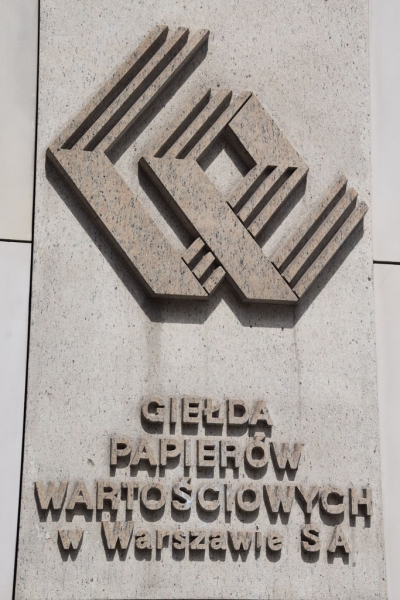 GIEŁDA
PAPIERÓW
WARTOŚCIOWYCH
w Warszawie SA